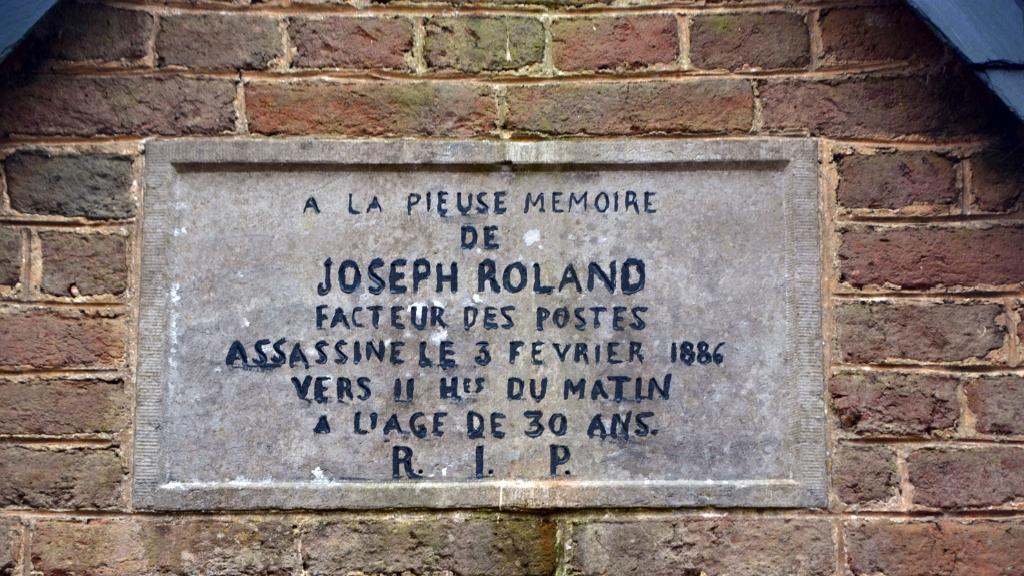 A LA PIEUSE MEMOIRE
DE
JOSEPH ROLAND
FACTEUR DES POSTES
ASSASSINE LE 3 FEVRIER 1886
VERS 11 Hes DU MATIN
A L'AGE DE 30 ANS.
R. I. P.